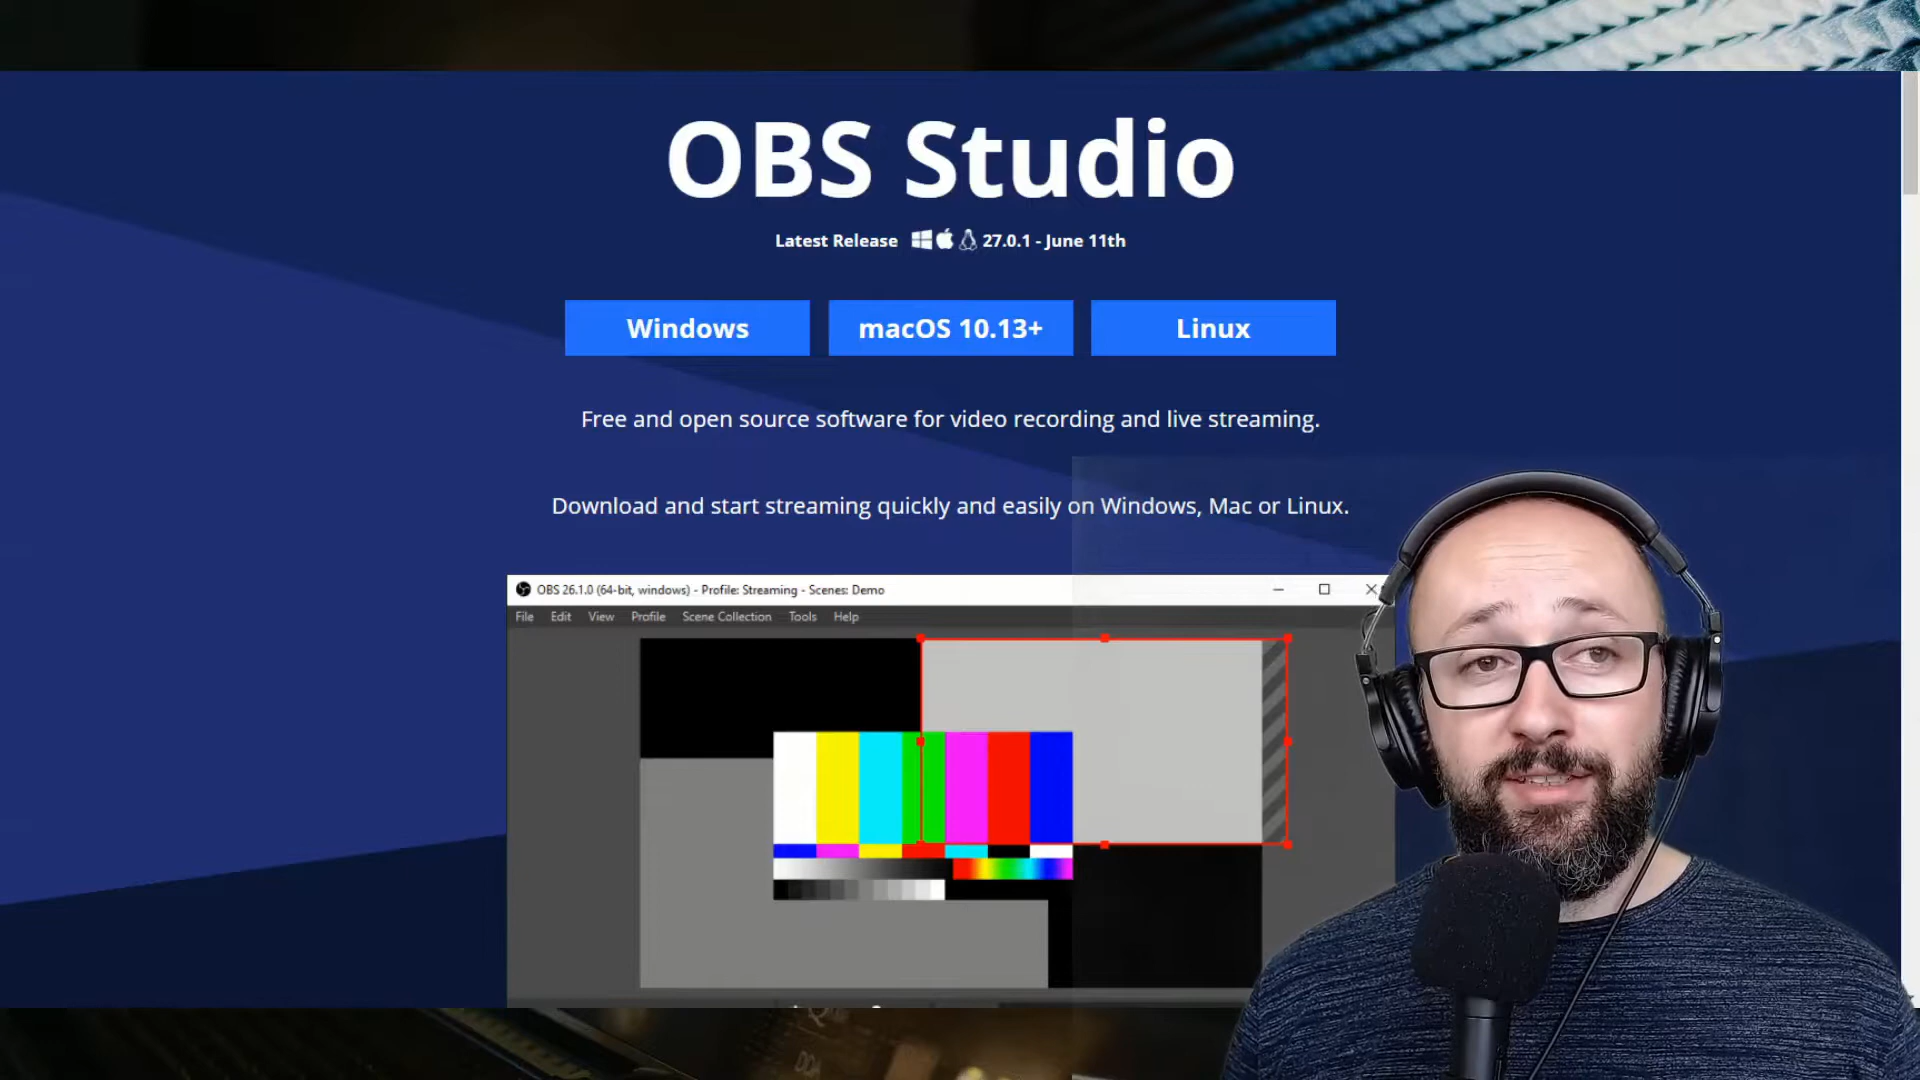 OBS Studio
Latest Release 27.0.1 - June 11th
Windows
macOS 10.13+
Linux
Free and open source software for video recording and live streaming.
Download and start streaming quickly and easily on Windows, Mac or Linux.
OBS 26.1.0 (64-bit, windows) - Profile: Streaming - Scenes: Demo
File Edit View Profile Scene Collection Tools Help